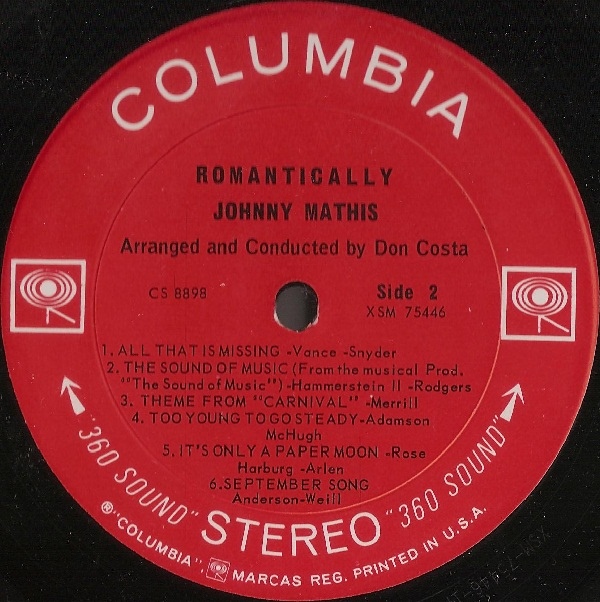 COLUMBIA
ROMANTICALLY
JOHNNY MATHIS
Arranged and Conducted by Don Costa
CS 8898
Side 2
XSM 75446
1. ALL THAT IS MISSING -Vance -Snyder
2. THE SOUND OF MUSIC (From the musical Prod.
""The Sound of Music"") -Hammerstein II -Rodgers
3. THEME FROM ""CARNIVAL"" -Merrill
4. TOO YOUNG TO GO STEADY-Adamson
McHugh
5. IT'S ONLY A PAPER MOON -Rose
Harburg -Arlen
6. SEPTEMBER SONG
Anderson-Weill
"360 SOUND" STEREO "360 SOUND"
®"COLUMBIA", MARCAS REG. PRINTED IN U.S.A.